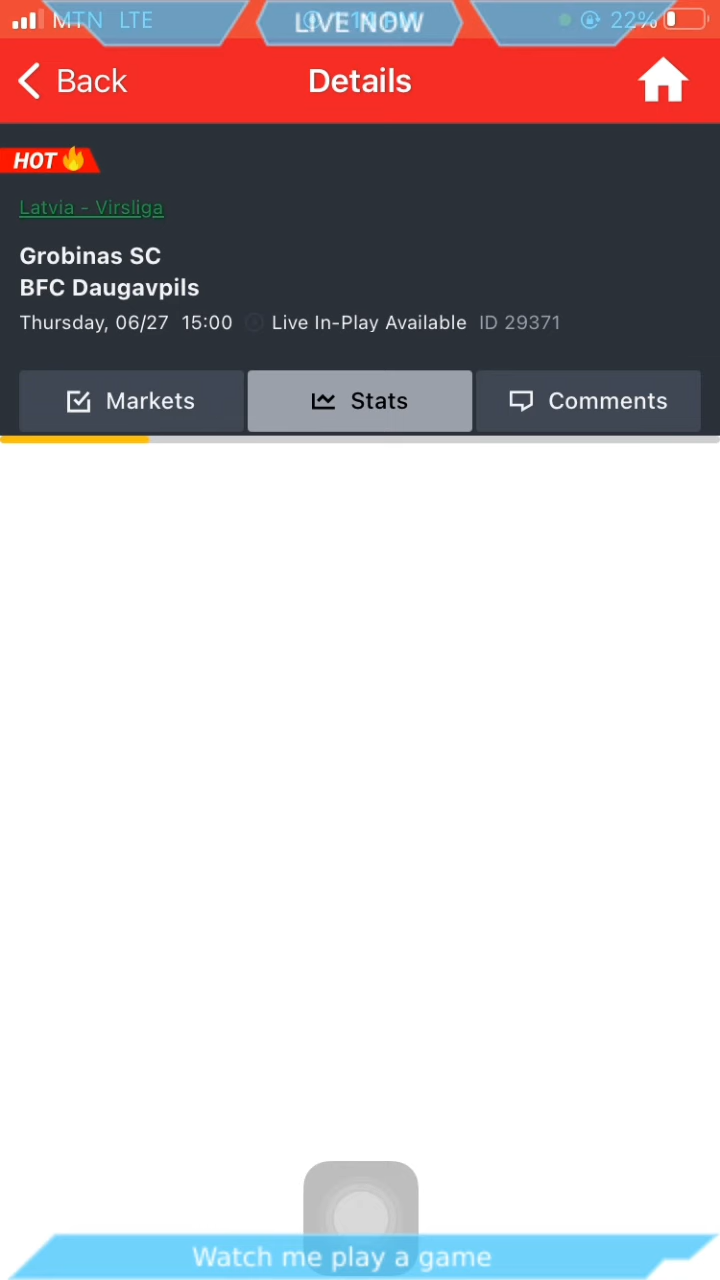 MTN LTE
LIVE NOW
22%
Back
Details
HOT
Latvia - Virsliga
Grobinas SC
BFC Daugavpils
Thursday, 06/27 15:00 Live In-Play Available ID 29371
Markets
Stats
Comments
Watch me play a game